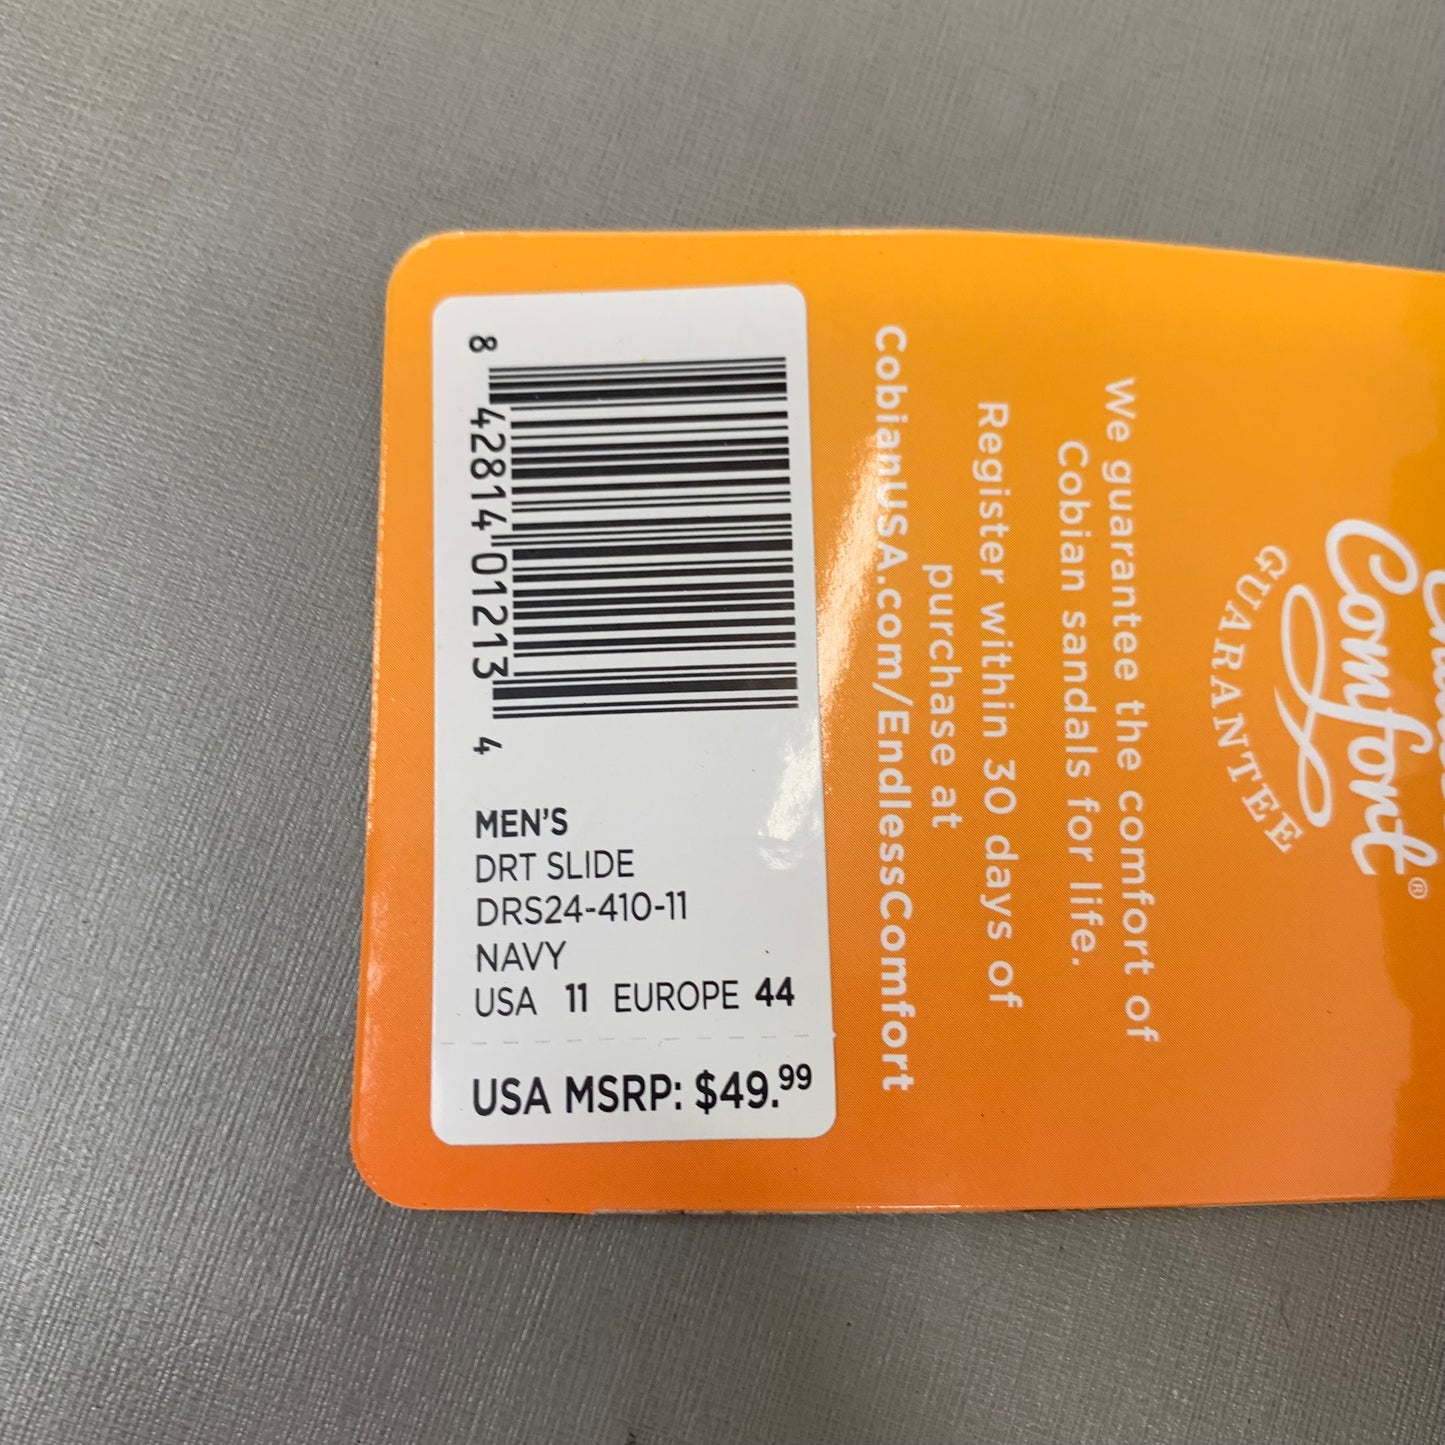 8 42814 01213 4
MEN'S
DRT SLIDE
DRS24-410-11
NAVY
USA 11 EUROPE 44
USA MSRP: $49.99
Comfort®
GUARANTEE
We guarantee the comfort of
Cobian sandals for life.
Register within 30 days of
purchase at
CobianUSA.com/EndlessComfort